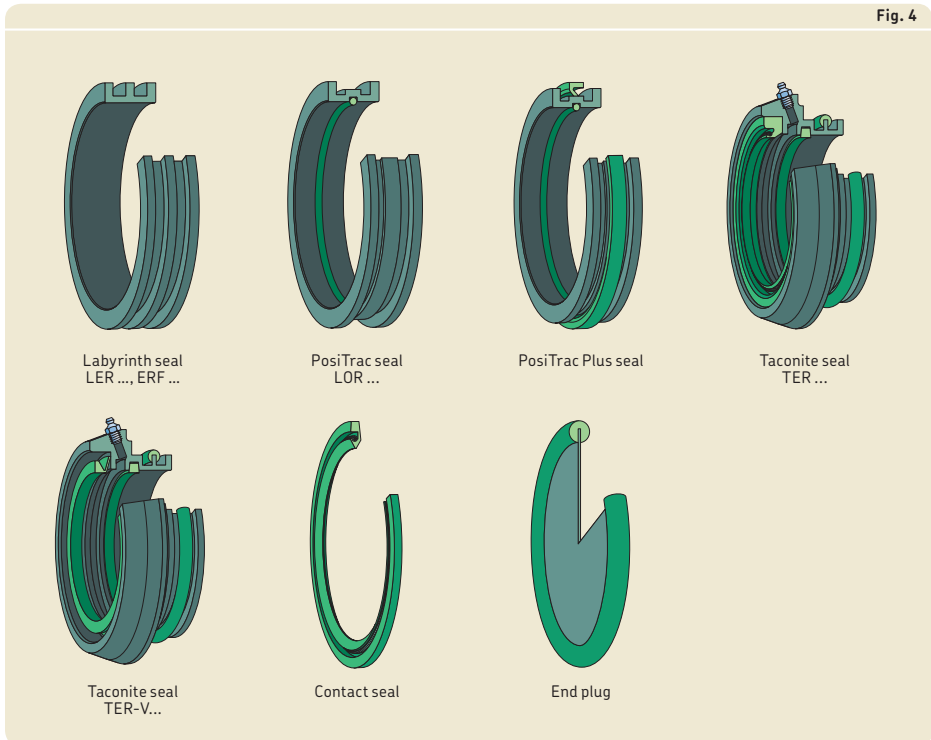 Fig. 4
Labyrinth seal
LER ..., ERF ...
PosiTrac seal
LOR ...
PosiTrac Plus seal
Taconite seal
TER ...
Taconite seal
TER-V...
Contact seal
End plug